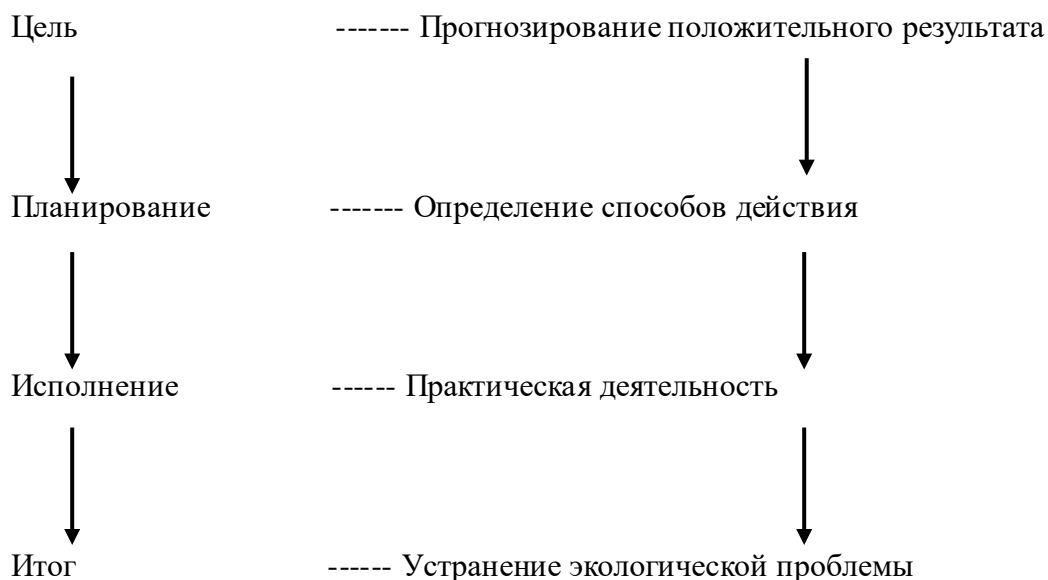 Цель ------- Прогнозирование положительного результата
Планирование ------- Определение способов действия
Исполнение ------ Практическая деятельность
Итог ------ Устранение экологической проблемы